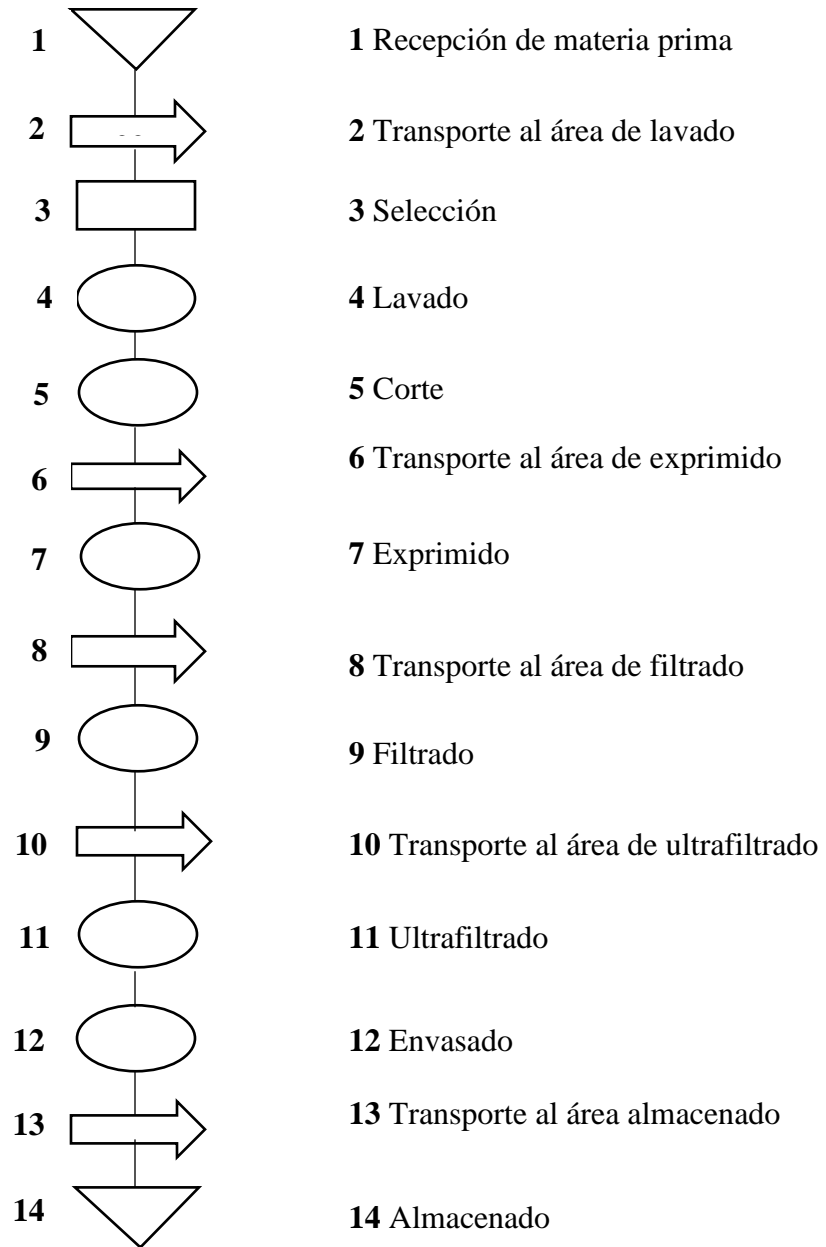 1 1 Recepción de materia prima
2 2 Transporte al área de lavado
3 3 Selección
4 4 Lavado
5 5 Corte
6 6 Transporte al área de exprimido
7 7 Exprimido
8 8 Transporte al área de filtrado
9 9 Filtrado
10 10 Transporte al área de ultrafiltrado
11 11 Ultrafiltrado
12 12 Envasado
13 13 Transporte al área almacenado
14 14 Almacenado